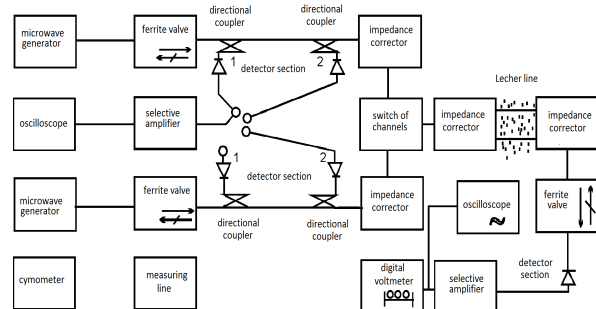 directional
coupler
directional
coupler
microwave
generator
ferrite valve
impedance
corrector
1
2
detector section
Lecher line
oscilloscope
selective
amplifier
switch of
channels
impedance
corrector
impedance
corrector
1
2
detector section
microwave
generator
ferrite
valve
directional
coupler
directional
coupler
impedance
corrector
oscilloscope
ferrite
valve
cymometer
measuring
line
digital
voltmeter
selective
amplifier
detector
section